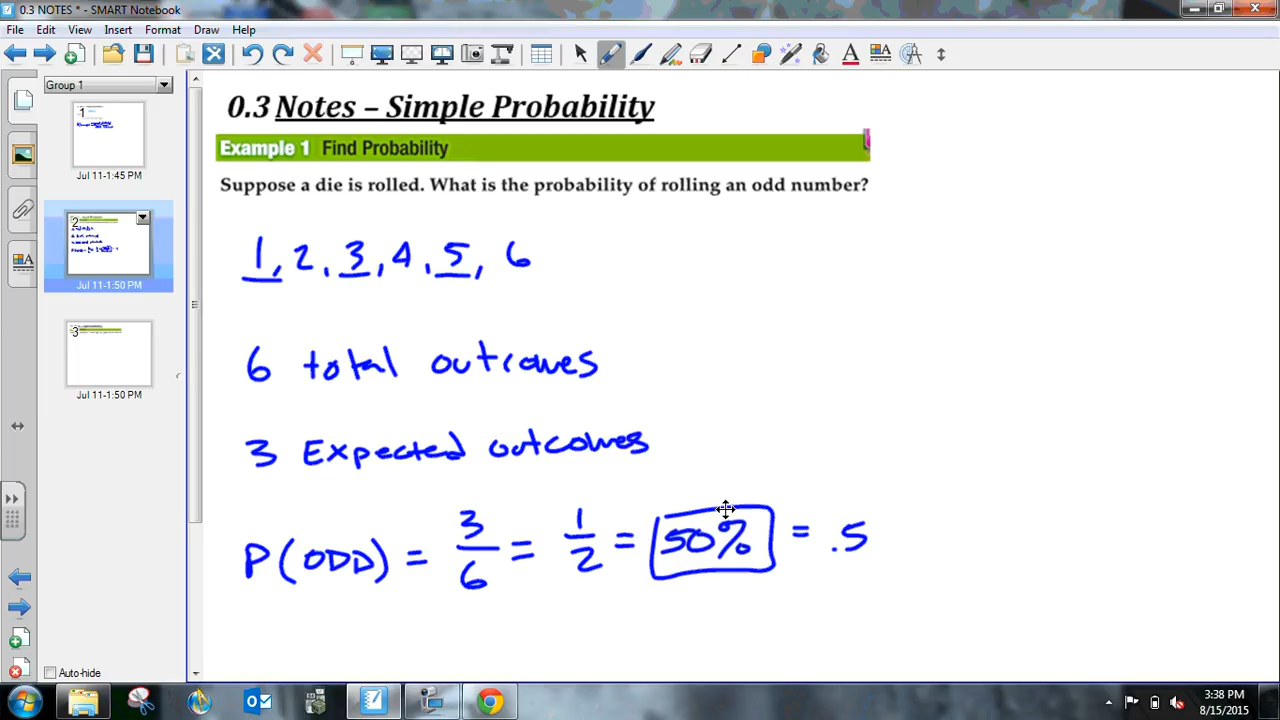 0.3 NOTES * - SMART Notebook
File Edit View Insert Format Draw Help
Group 1
1
Jul 11-1:45 PM
2
Jul 11-1:50 PM
3
Jul 11-1:50 PM
Auto-hide
0.3 Notes – Simple Probability
Example 1 Find Probability
Suppose a die is rolled. What is the probability of rolling an odd number?
1, 2, 3, 4, 5, 6
6 total outcomes
3 Expected outcomes
P(ODD) = 3/6 = 1/2 = 50% = .5
3:38 PM
8/15/2015